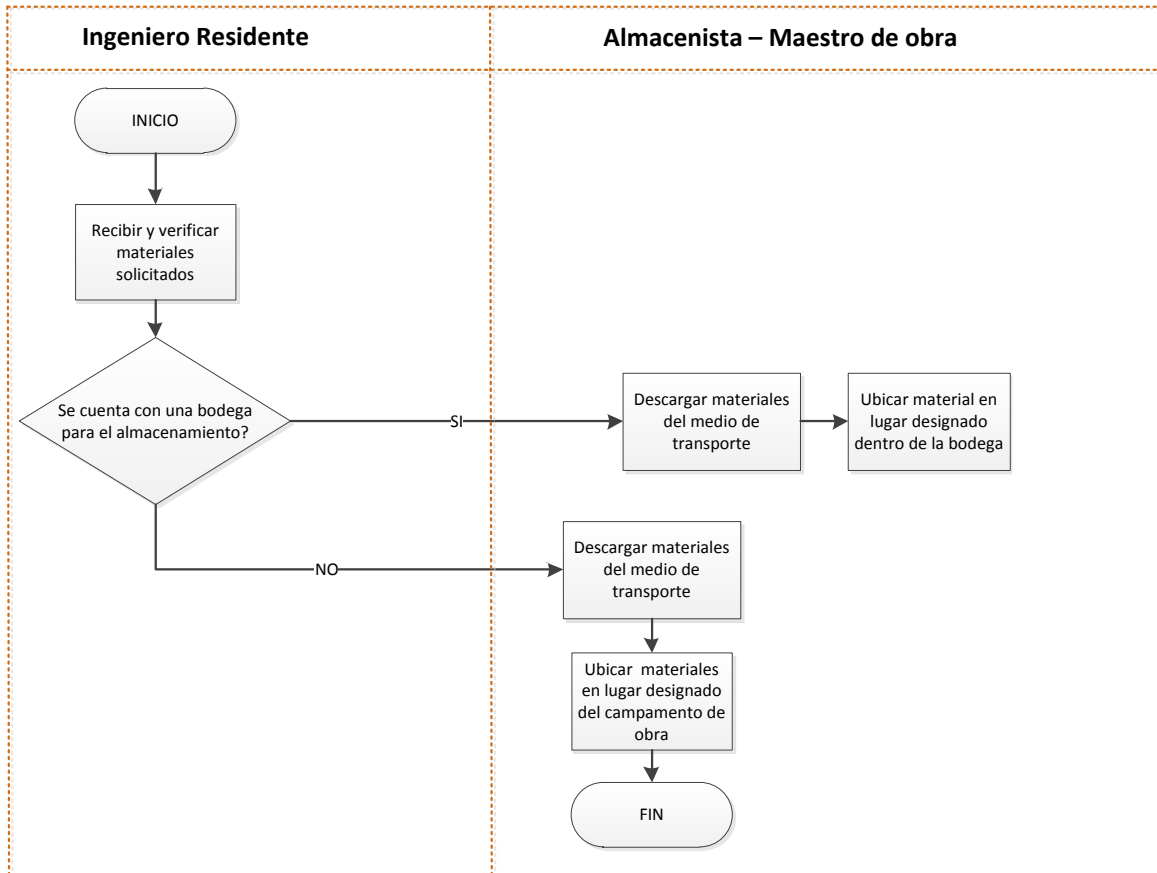 Ingeniero Residente
Almacenista – Maestro de obra
INICIO
Recibir y verificar
materiales
solicitados
Se cuenta con una bodega
para el almacenamiento?
SI
Descargar materiales
del medio de
transporte
Ubicar material en
lugar designado
dentro de la bodega
NO
Descargar materiales
del medio de
transporte
Ubicar materiales
en lugar designado
del campamento de
obra
FIN